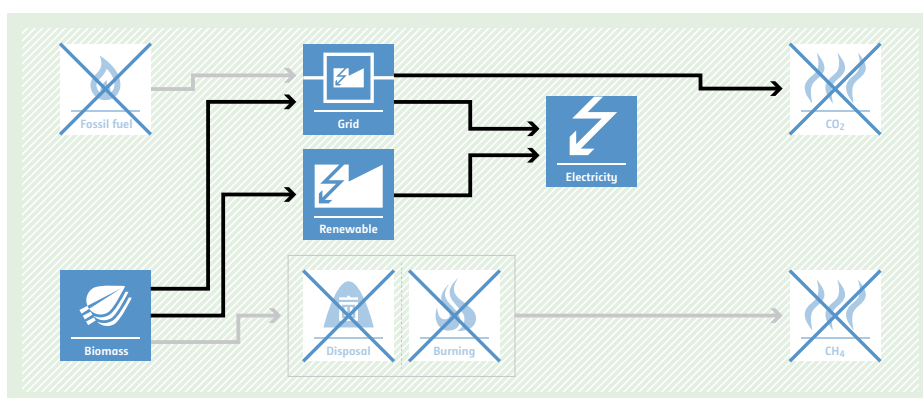 Fossil fuel
Grid
CO₂
Electricity
Renewable
Biomass
Disposal
Burning
CH₄